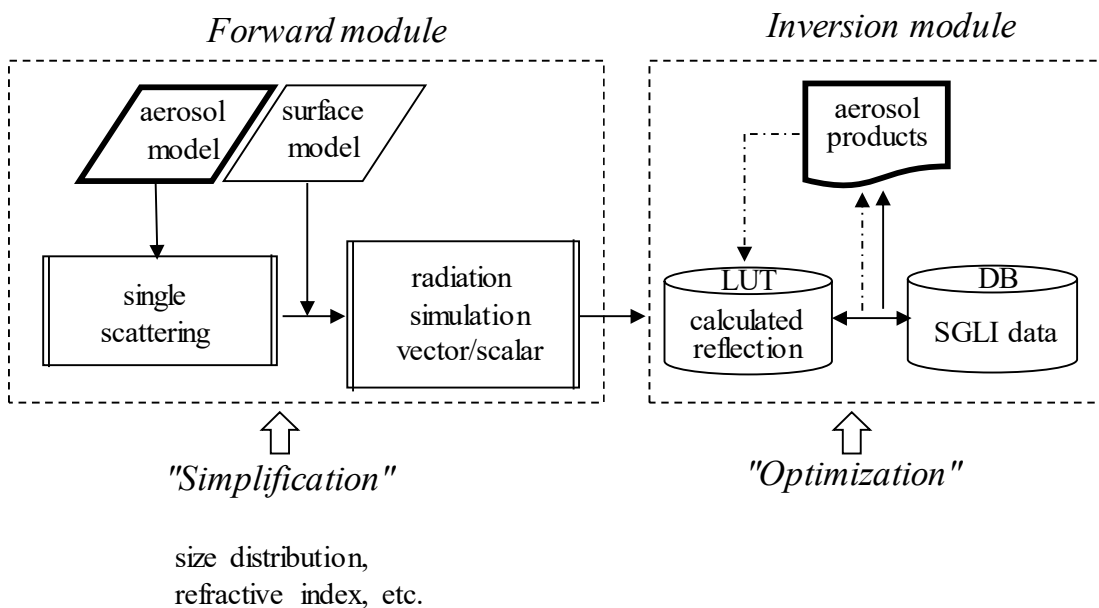 Forward module
Inversion module
aerosol
model
surface
model
single
scattering
radiation
simulation
vector/scalar
aerosol
products
LUT
calculated
reflection
DB
SGLI data
"Simplification"
"Optimization"
size distribution,
refractive index, etc.